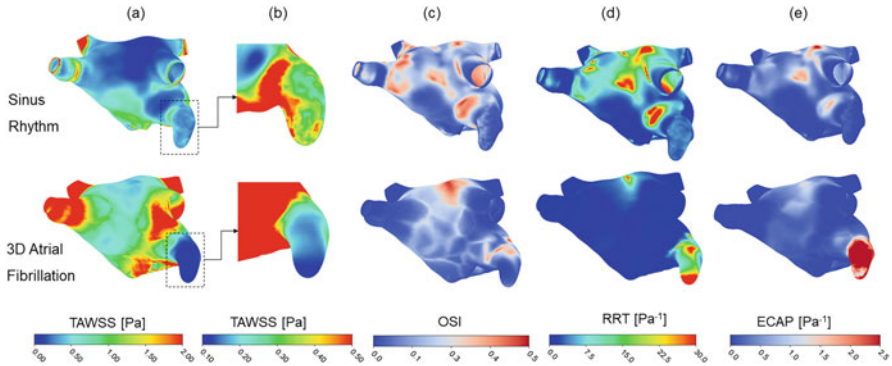 (a) (b) (c) (d) (e)
Sinus
Rhythm
3D Atrial
Fibrillation
TAWSS [Pa] TAWSS [Pa] OSI RRT [Pa-1] ECAP [Pa-1]
0.00 0.50 1.00 1.50 2.00 0.10 0.20 0.30 0.40 0.50 0.0 0.1 0.2 0.3 0.4 0.5 0.0 7.5 15.0 22.5 30.0 0.0 0.5 1.0 1.5 2.0 2.5